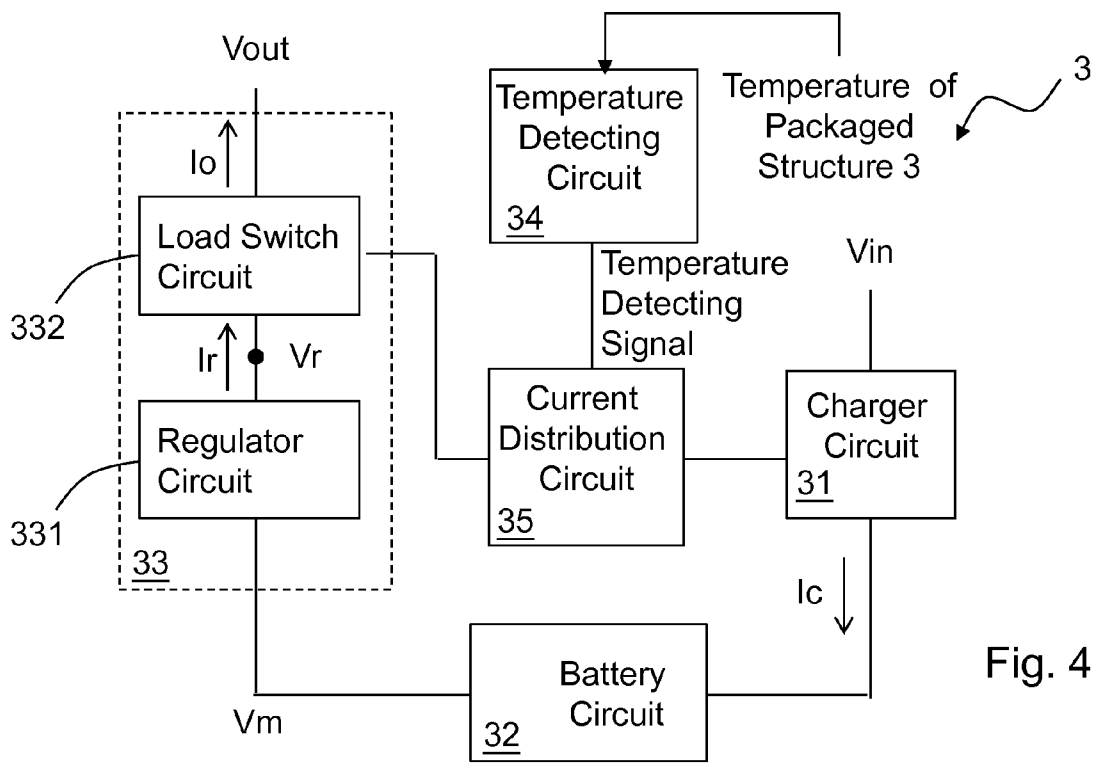 Vout
Temperature
Detecting
Circuit
34
Temperature of
Packaged
Structure 3
3
Io
Load Switch
Circuit
332
Temperature
Detecting
Signal
Vin
Ir
Vr
Regulator
Circuit
331
33
Current
Distribution
Circuit
35
Charger
Circuit
31
Ic
Battery
Circuit
32
Vm
Fig. 4